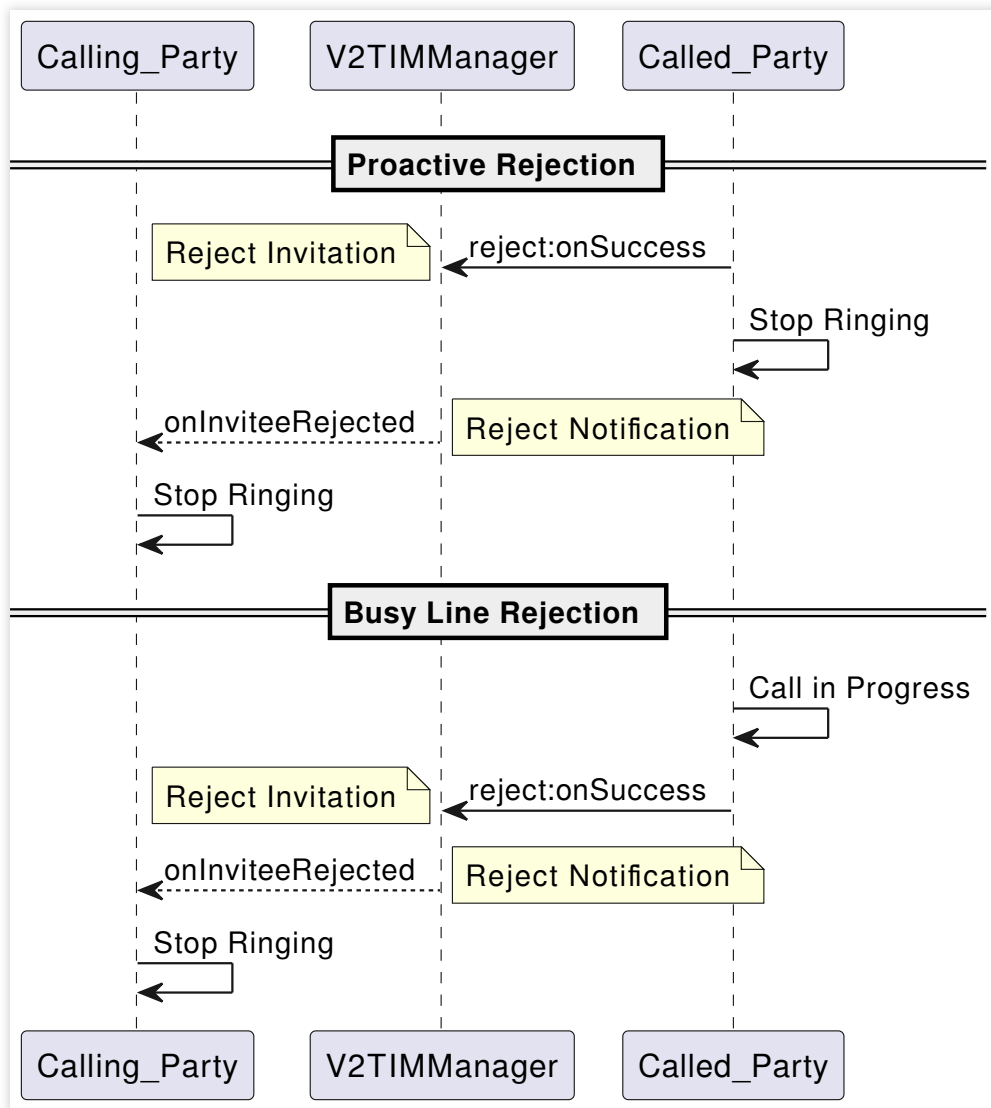 Calling_Party
V2TIMManager
Called_Party
Proactive Rejection
Reject Invitation
reject:onSuccess
Stop Ringing
onInviteeRejected
Reject Notification
Stop Ringing
Busy Line Rejection
Call in Progress
Reject Invitation
reject:onSuccess
onInviteeRejected
Reject Notification
Stop Ringing
Calling_Party
V2TIMManager
Called_Party